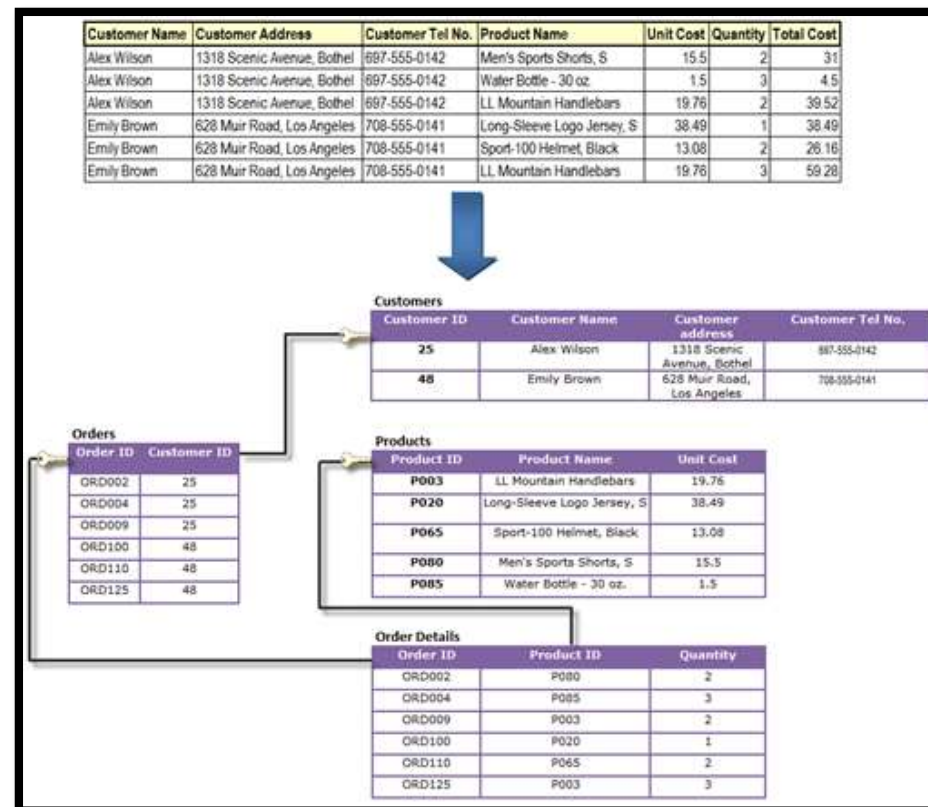 Customer Name Customer Address Customer Tel No. Product Name Unit Cost Quantity Total Cost
Alex Wilson 1318 Scenic Avenue, Bothel 697-555-0142 Men's Sports Shorts, S 15.5 2 31
Alex Wilson 1318 Scenic Avenue, Bothel 697-555-0142 Water Bottle - 30 oz 1.5 3 4.5
Alex Wilson 1318 Scenic Avenue, Bothel 697-555-0142 LL Mountain Handlebars 19.76 2 39.52
Emily Brown 628 Muir Road, Los Angeles 708-555-0141 Long-Sleeve Logo Jersey, S 38.49 1 38.49
Emily Brown 628 Muir Road, Los Angeles 708-555-0141 Sport-100 Helmet, Black 13.08 2 26.16
Emily Brown 628 Muir Road, Los Angeles 708-555-0141 LL Mountain Handlebars 19.76 3 59.28
Customers
Customer ID Customer Name Customer address Customer Tel No.
25 Alex Wilson 1318 Scenic Avenue, Bothel 697-555-0142
48 Emily Brown 628 Muir Road, Los Angeles 708-555-0141
Orders
Order ID Customer ID
ORD002 25
ORD004 25
ORD009 25
ORD100 48
ORD110 48
ORD125 48
Products
Product ID Product Name Unit Cost
P003 LL Mountain Handlebars 19.76
P020 Long-Sleeve Logo Jersey, S 38.49
P065 Sport-100 Helmet, Black 13.08
P080 Men's Sports Shorts, S 15.5
P085 Water Bottle - 30 oz. 1.5
Order Details
Order ID Product ID Quantity
ORD002 P080 2
ORD004 P085 3
ORD009 P003 2
ORD100 P020 1
ORD110 P065 2
ORD125 P003 3